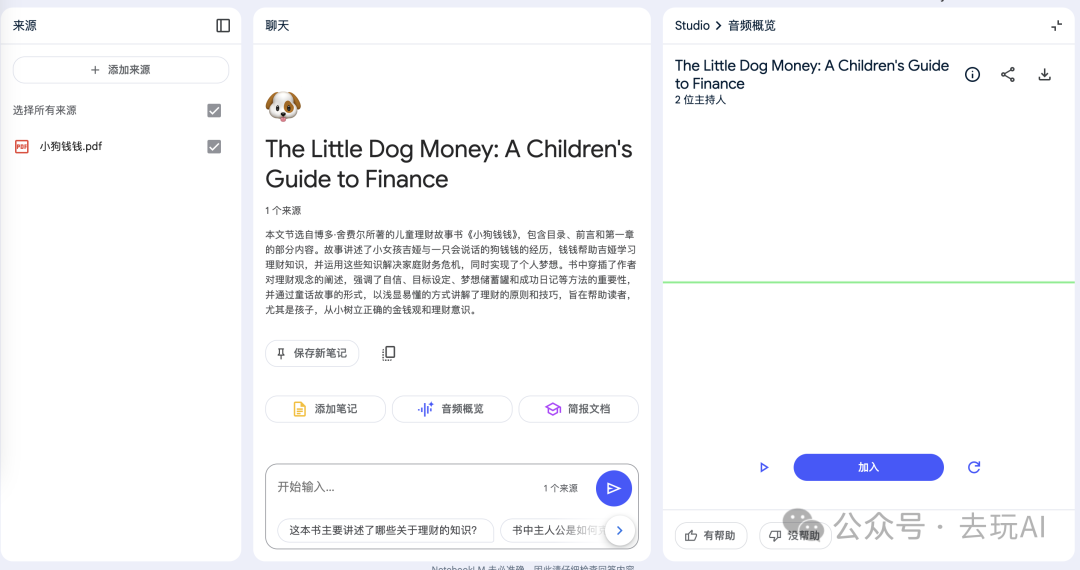 来源
添加来源
选择所有来源
PDF
小狗钱钱.pdf
聊天
The Little Dog Money: A Children's
Guide to Finance
1 个来源
本文节选自博多·舍费尔所著的儿童理财故事书《小狗钱钱》，包含目录、前言和第一章
的部分内容。故事讲述了小女孩吉娅与一只会说话的狗钱钱的经历，钱钱帮助吉娅学习
理财知识，并运用这些知识解决家庭财务危机，同时实现了个人梦想。书中穿插了作者
对理财观念的阐述，强调了自信、目标设定、梦想储蓄罐和成功日记等方法的重要性，
并通过童话故事的形式，以浅显易懂的方式讲解了理财的原则和技巧，旨在帮助读者，
尤其是孩子，从小树立正确的金钱观和理财意识。
保存新笔记
添加笔记
音频概览
简报文档
开始输入...
1 个来源
这本书主要讲述了哪些关于理财的知识?
书中主人公是如何
Studio > 音频概览
The Little Dog Money: A Children's Guide
to Finance
2 位主持人
加入
有帮助
没帮助
公众号 · 去玩AI